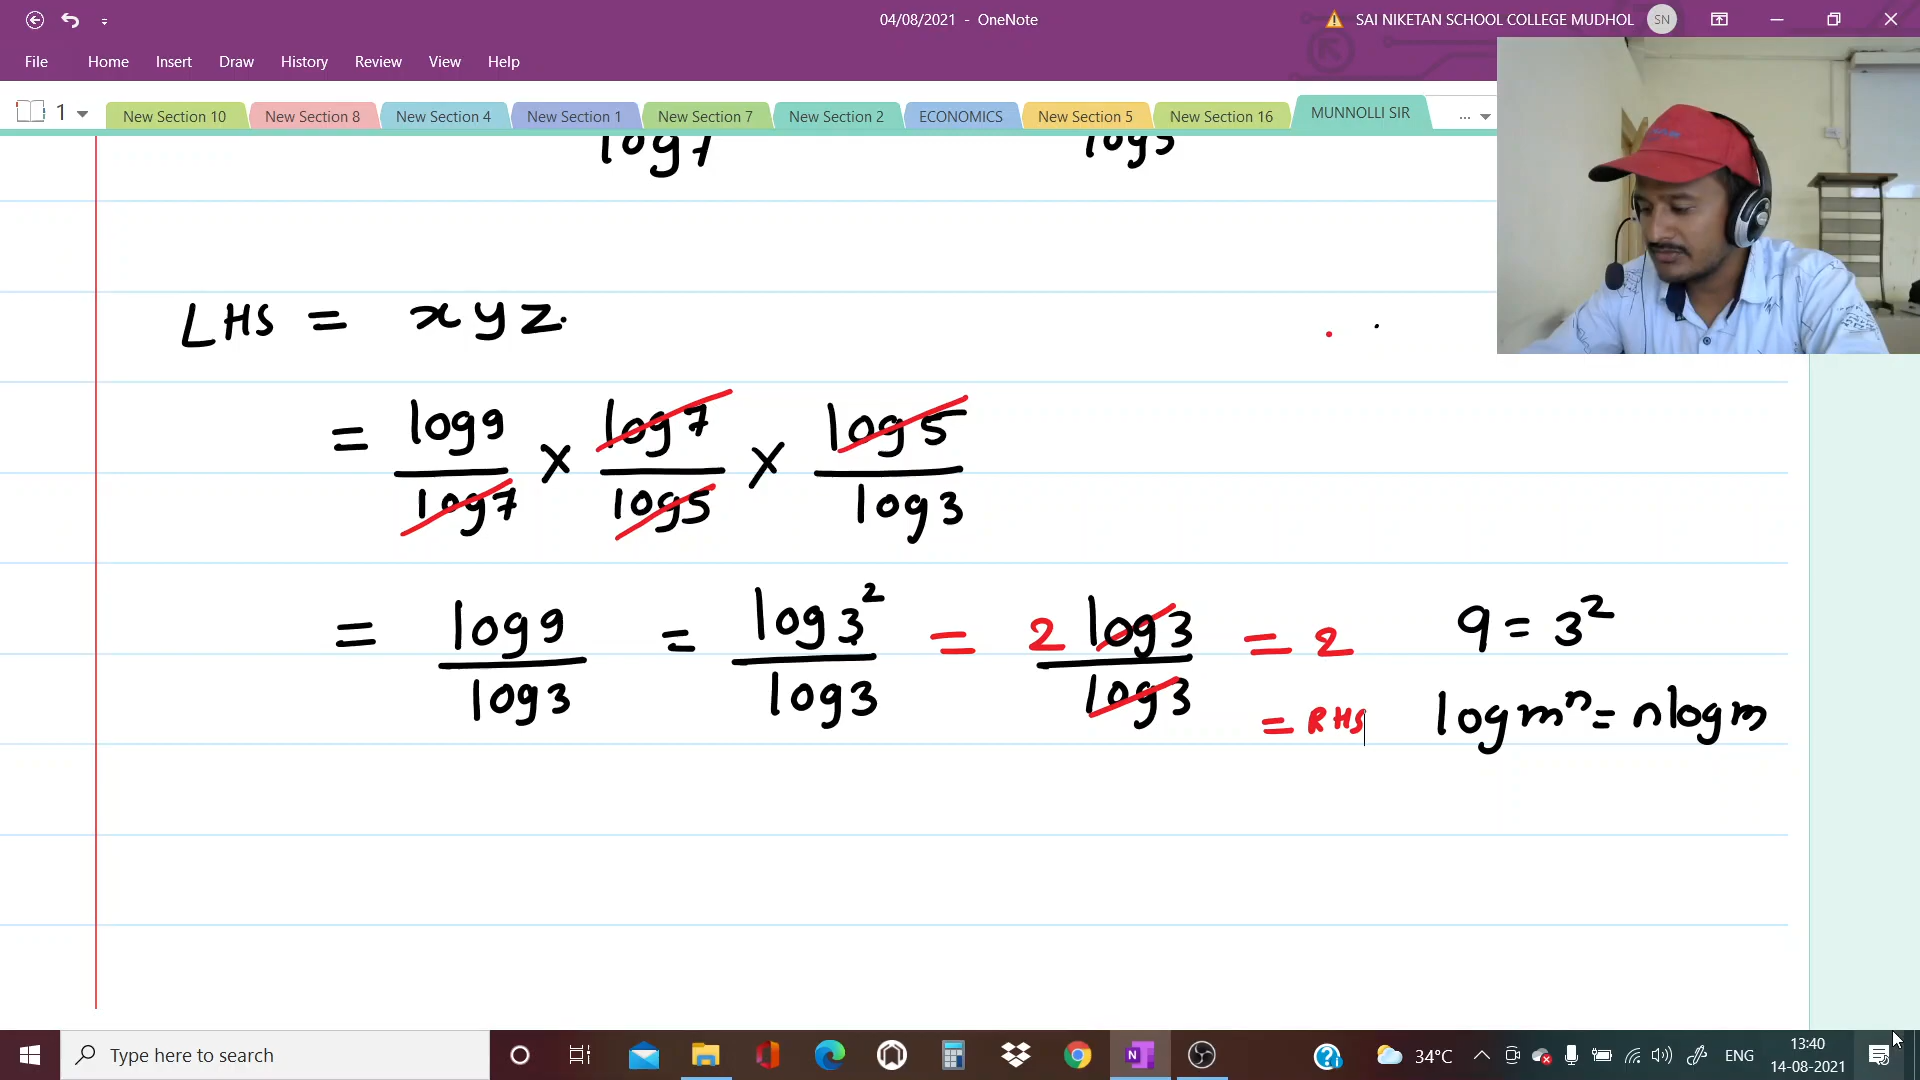 04/08/2021 - OneNote
SAI NIKETAN SCHOOL COLLEGE MUDHOL SN
File Home Insert Draw History Review View Help
1 New Section 10 New Section 8 New Section 4 New Section 1 New Section 7 New Section 2 ECONOMICS New Section 5 New Section 16 MUNNOLLI SIR ...
log7 log5
LHS = xyz.
= log9/log7 × log7/log5 × log5/log3
= log9/log3 = log3²/log3 = 2 log3/log3 = 2 9 = 3²
= RHS logmⁿ = nlogm
Type here to search 34°C ENG 13:40
14-08-2021